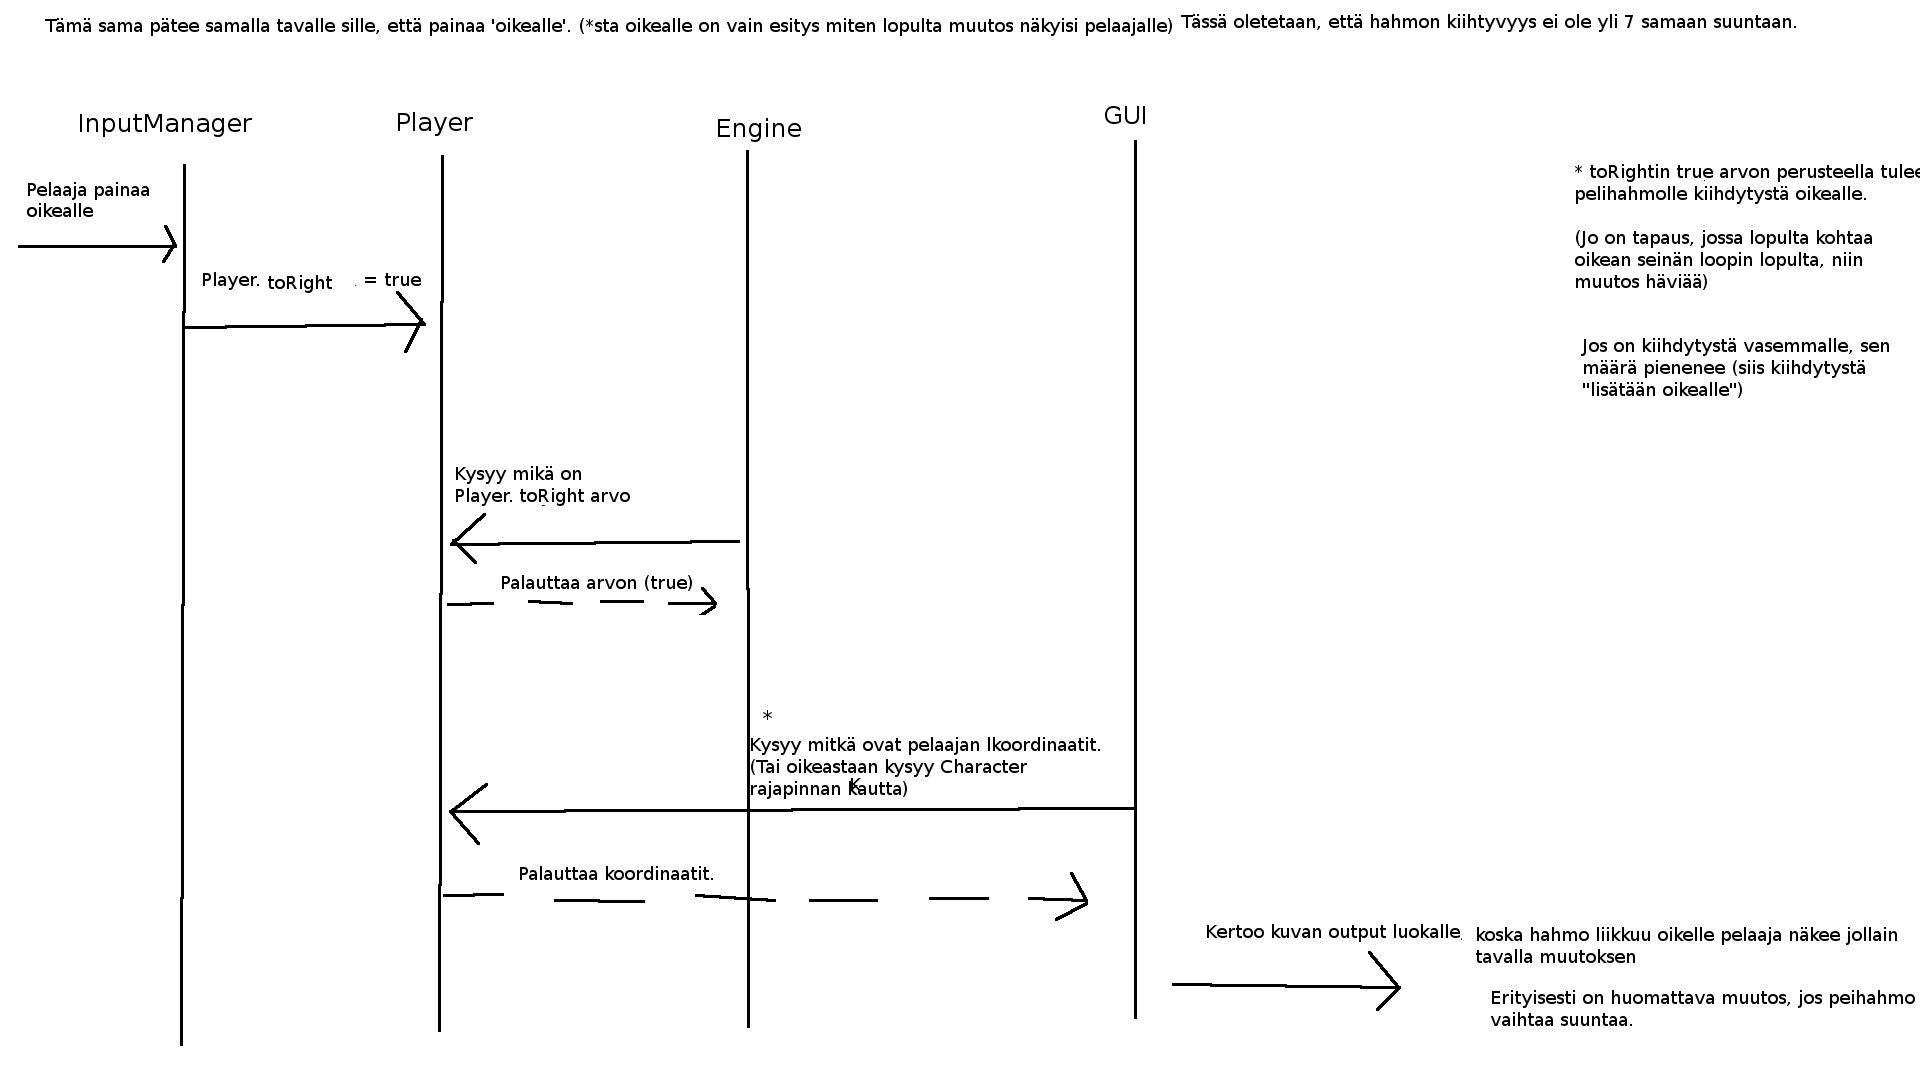 Tämä sama pätee samalla tavalle sille, että painaa 'oikealle'. (*sta oikealle on vain esitys miten lopulta muutos näkyisi pelaajalle)
Tässä oletetaan, että hahmon kiihtyvyys ei ole yli 7 samaan suuntaan.
InputManager
Player
Engine
GUI
Pelaaja painaa
oikealle
Player. toRight = true
* toRightin true arvon perusteella tulee
pelihahmolle kiihdytystä oikealle.
(Jo on tapaus, jossa lopulta kohtaa
oikean seinän loopin lopulta, niin
muutos häviää)
Jos on kiihdytystä vasemmalle, sen
määrä pienenee (siis kiihdytystä
"lisätään oikealle")
Kysyy mikä on
Player. toRight arvo
Palauttaa arvon (true)
*
Kysyy mitkä ovat pelaajan lkoordinaatit.
(Tai oikeastaan kysyy Character
rajapinnan kautta)
Palauttaa koordinaatit.
Kertoo kuvan output luokalle.
koska hahmo liikkuu oikelle pelaaja näkee jollain
tavalla muutoksen
Erityisesti on huomattava muutos, jos peihahmo
vaihtaa suuntaa.